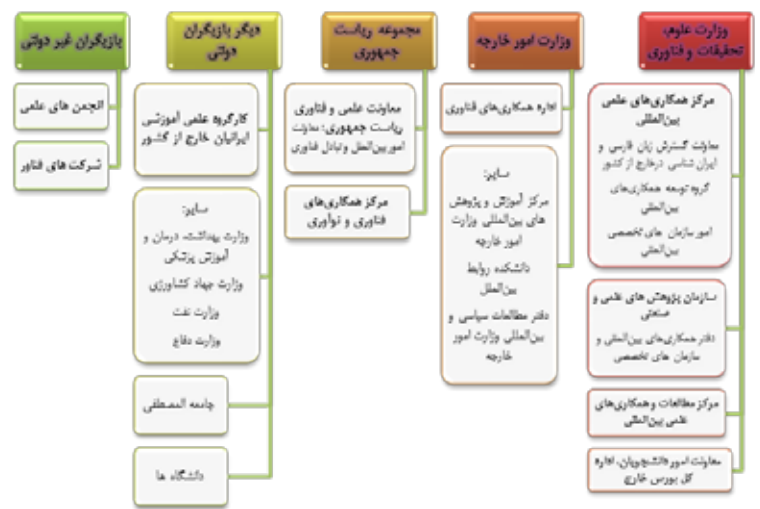 وزارت علوم،
تحقیقات و فناوری
مرکز همکاری‌های علمی
بین‌المللی
معاونت گسترش زبان فارسی و
ایران شناسی درخارج از کشور
گروه توسعه همکاری‌های
بین‌المللی
امور سازمان های تخصصی
بین‌المللی
سازمان پژوهش های علمی و
صنعتی
دفتر همکاری‌های بین‌المللی و
سازمان های تخصصی
مرکز مطالعات و همکاری‌های
علمی بین‌المللی
معاونت امور دانشجویان، اداره
کل بورس خارج
وزارت امور خارجه
اداره همکاری‌های فناوری
سایر:
مرکز آموزش و پژوهش
های بین‌المللی وزارت
امور خارجه
دانشکده روابط
بین‌الملل
دفتر مطالعات سیاسی و
بین‌المللی وزارت امور
خارجه
مجموعه ریاست
جمهوری
معاونت علمی و فناوری
ریاست جمهوری؛ معاونت
امور بین‌الملل و تبادل فناوری
مرکز همکاری‌های
فناوری و نوآوری
دیگر بازیگران
دولتی
کارگروه علمی آموزشی
ایرانیان خارج از کشور
سایر:
وزارت بهداشت، درمان و
آموزش پزشکی
وزارت جهاد کشاورزی
وزارت نفت
وزارت دفاع
جامعه المصطفی
دانشگاه ها
بازیگران غیر دولتی
انجمن های علمی
شرکت های فناور